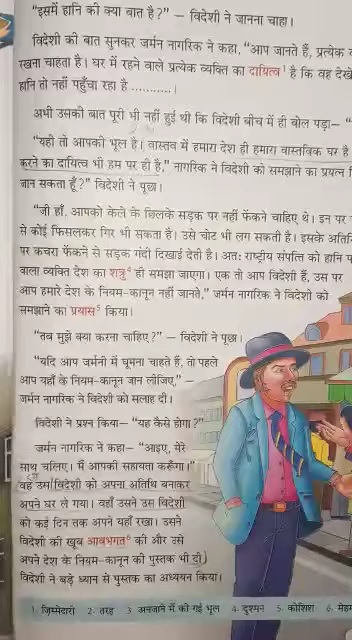 “इसमें हानि की क्या बात है?” – विदेशी ने जानना चाहा।
विदेशी की बात सुनकर जर्मन नागरिक ने कहा, “आप जानते हैं, प्रत्येक
रखना चाहता है। घर में रहने वाले प्रत्येक व्यक्ति का दायित्व¹ है कि वह देखे
हानि तो नहीं पहुँचा रहा है ...........।
अभी उसकी बात पूरी भी नहीं हुई थी कि विदेशी बीच में ही बोल पड़ा– “
“यही तो आपकी भूल है। वास्तव में हमारा देश ही हमारा वास्तविक घर है
करने का दायित्व भी हम पर ही है,” नागरिक ने विदेशी को समझाने का प्रयत्न
जान सकता हूँ?” विदेशी ने पूछा।
“जी हाँ, आपको केले के छिलके सड़क पर नहीं फेंकने चाहिए थे। इन पर
से कोई फिसलकर गिर भी सकता है। उसे चोट भी लग सकती है। इसके
पर कचरा फेंकने से सड़क गंदी दिखाई देती है। अतः राष्ट्रीय संपत्ति को हानि
वाला व्यक्ति देश का शत्रु⁴ ही समझा जाएगा। एक तो आप विदेशी हैं, उस पर
आप हमारे देश के नियम-कानून नहीं जानते,” जर्मन नागरिक ने विदेशी को
समझाने का प्रयास⁵ किया।
“तब मुझे क्या करना चाहिए?” – विदेशी ने पूछा।
“यदि आप जर्मनी में घूमना चाहते हैं, तो पहले
आप यहाँ के नियम-कानून जान लीजिए,” –
जर्मन नागरिक ने विदेशी को सलाह दी।
विदेशी ने प्रश्न किया– “यह कैसे होगा?”
जर्मन नागरिक ने कहा– “आइए, मेरे
साथ चलिए। मैं आपकी सहायता करूँगा।”
वह उस विदेशी को अपना अतिथि बनाकर
अपने घर ले गया। वहाँ उसने उस विदेशी
को कई दिन तक अपने यहाँ रखा। उसने
विदेशी की खूब आवभगत⁶ की और उसे
अपने देश के नियम-कानून की पुस्तक भी दी।
विदेशी ने बड़े ध्यान से पुस्तक का अध्ययन किया।
1. ज़िम्मेदारी 2. तरह 3. अनजाने में की गई भूल 4. दुश्मन 5. कोशिश 6.